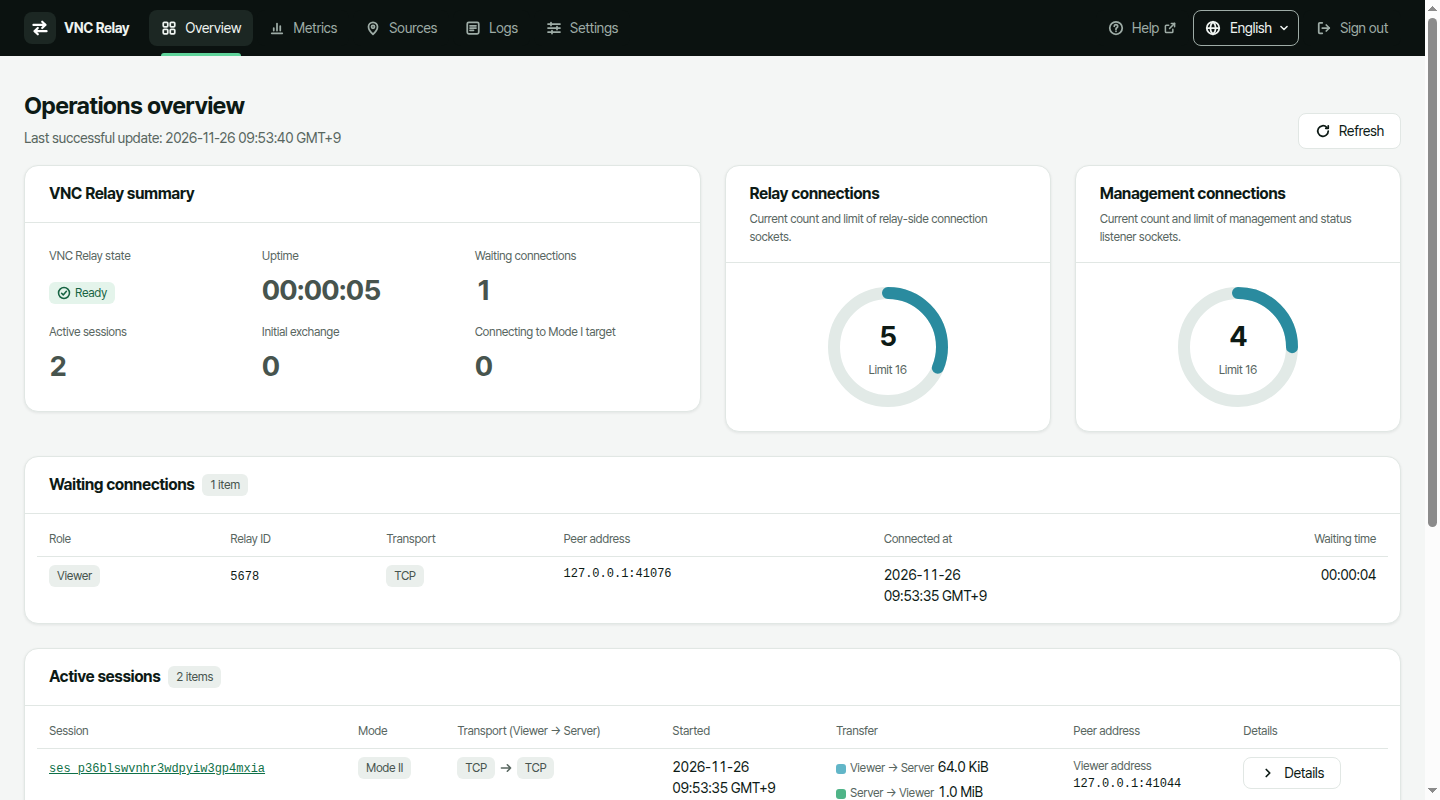 VNC Relay
Overview
Metrics
Sources
Logs
Settings
Help
English
Sign out
Operations overview
Last successful update: 2026-11-26 09:53:40 GMT+9
Refresh
VNC Relay summary
VNC Relay state
Uptime
Waiting connections
Ready
00:00:05
1
Active sessions
Initial exchange
Connecting to Mode I target
2
0
0
Relay connections
Current count and limit of relay-side connection
sockets.
5
Limit 16
Management connections
Current count and limit of management and status
listener sockets.
4
Limit 16
Waiting connections 1 item
Role Relay ID Transport Peer address Connected at Waiting time
Viewer 5678 TCP 127.0.0.1:41076 2026-11-26 00:00:04
09:53:35 GMT+9
Active sessions 2 items
Session Mode Transport (Viewer → Server) Started Transfer Peer address Details
ses_p36blswvnhr3wdpyiw3gp4mxia Mode II TCP → TCP 2026-11-26 Viewer → Server 64.0 KiB Viewer address Details
09:53:35 GMT+9 Server → Viewer 1.0 MiB 127.0.0.1:41044